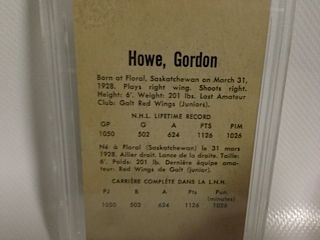 Howe, Gordon
Born at Floral, Saskatchewan on March 31,
1928. Plays right wing. Shoots right.
Height: 6'. Weight: 201 lbs. Last Amateur
Club: Galt Red Wings (Juniors).
N.H.L. LIFETIME RECORD
GP G A PTS PIM
1050 502 624 1126 1026
Né à Floral (Saskatchewan) le 31 mars
1928. Ailier droit. Lance de la droite. Taille:
6'. Poids: 201 lb. Dernière équipe ama-
teur: Red Wings de Galt (junior).
CARRIÈRE COMPLÈTE DANS LA L.N.H.
PJ B A Pts Pun.
(minutes)
1050 502 624 1126 1026